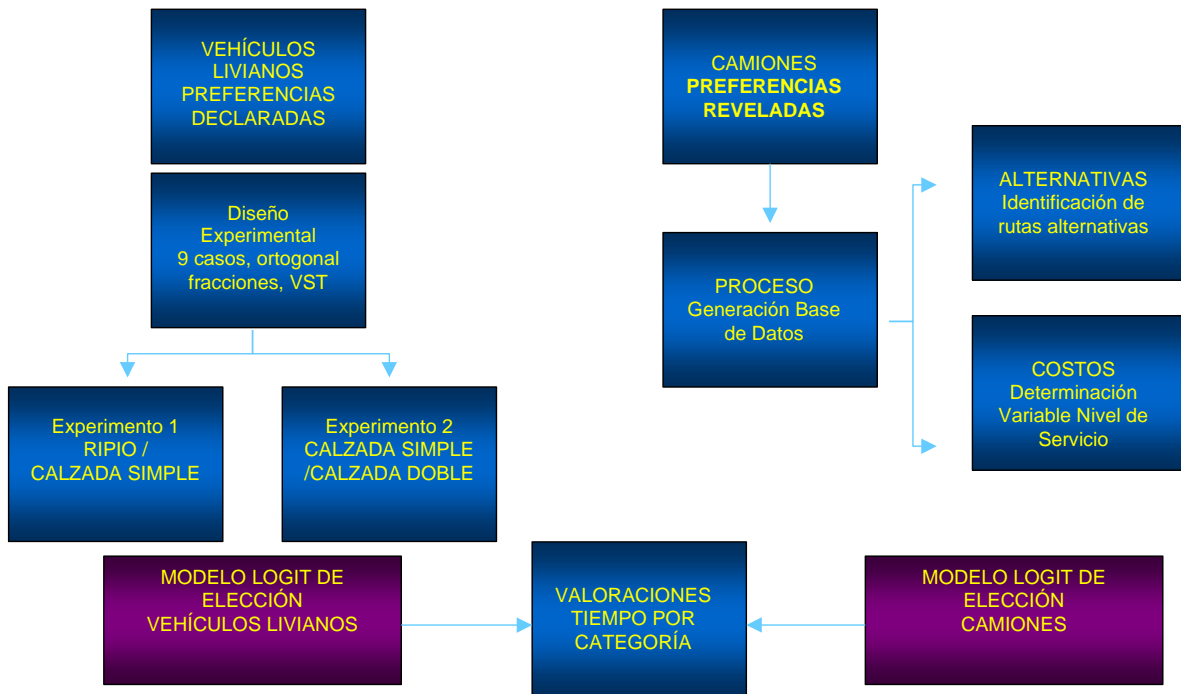 VEHÍCULOS
LIVIANOS
PREFERENCIAS
DECLARADAS
Diseño
Experimental
9 casos, ortogonal
fracciones, VST
Experimento 1
RIPIO /
CALZADA SIMPLE
Experimento 2
CALZADA SIMPLE
/CALZADA DOBLE
CAMIONES
PREFERENCIAS
REVELADAS
PROCESO
Generación Base
de Datos
ALTERNATIVAS
Identificación de
rutas alternativas
COSTOS
Determinación
Variable Nivel de
Servicio
MODELO LOGIT DE
ELECCIÓN
VEHÍCULOS LIVIANOS
VALORACIONES
TIEMPO POR
CATEGORÍA
MODELO LOGIT DE
ELECCIÓN
CAMIONES